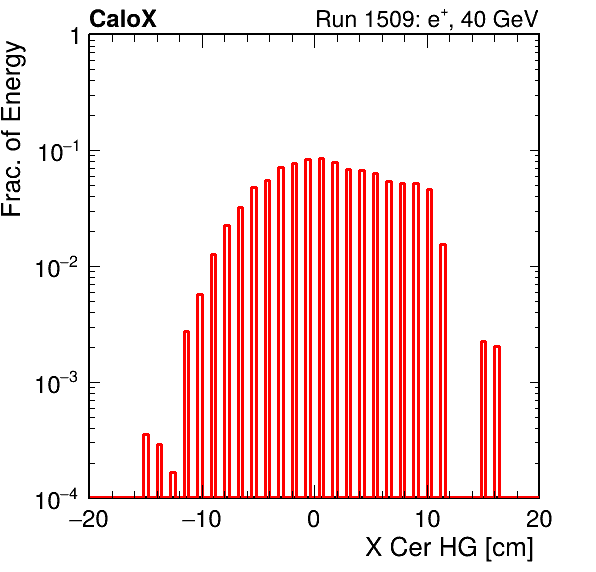 CaloX Run 1509: e⁺, 40 GeV
Frac. of Energy
1
10⁻¹
10⁻²
10⁻³
10⁻⁴
−20 −10 0 10 20
X Cer HG [cm]